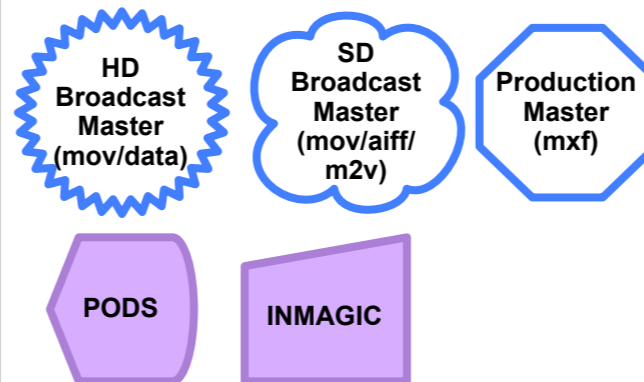 HD
Broadcast
Master
(mov/data)
SD
Broadcast
Master
(mov/aiff/
m2v)
Production
Master
(mxf)
PODS
INMAGIC